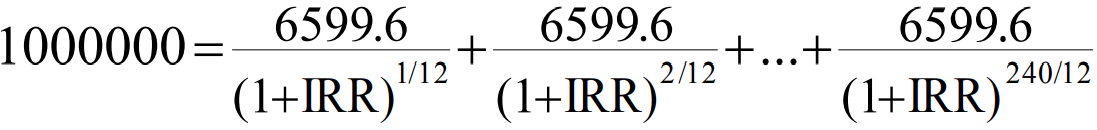 1000000 = 6599.6/(1+IRR)^{1/12} + 6599.6/(1+IRR)^{2/12} + ... + 6599.6/(1+IRR)^{240/12}